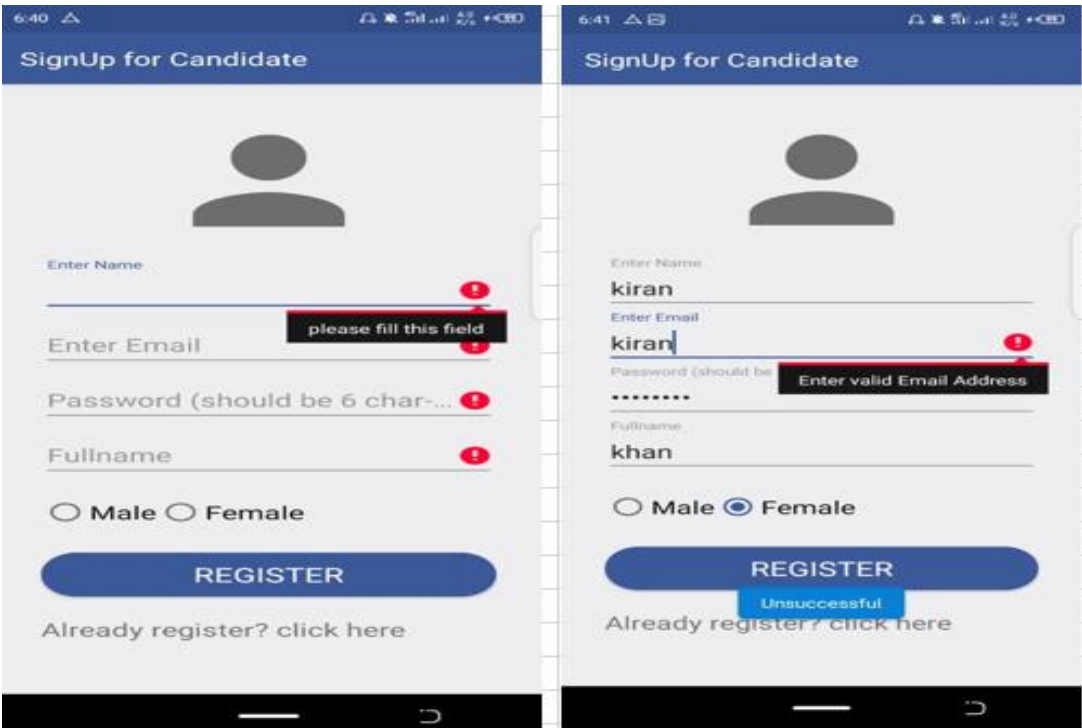 6:40
SignUp for Candidate
Enter Name
please fill this field
Enter Email
Password (should be 6 char-...
Fullname
Male
Female
REGISTER
Already register? click here
6:41
SignUp for Candidate
Enter Name
kiran
Enter Email
kiran
Enter valid Email Address
Password (should be
••••••••
Fullname
khan
Male
Female
REGISTER
Unsuccessful
Already register? click here